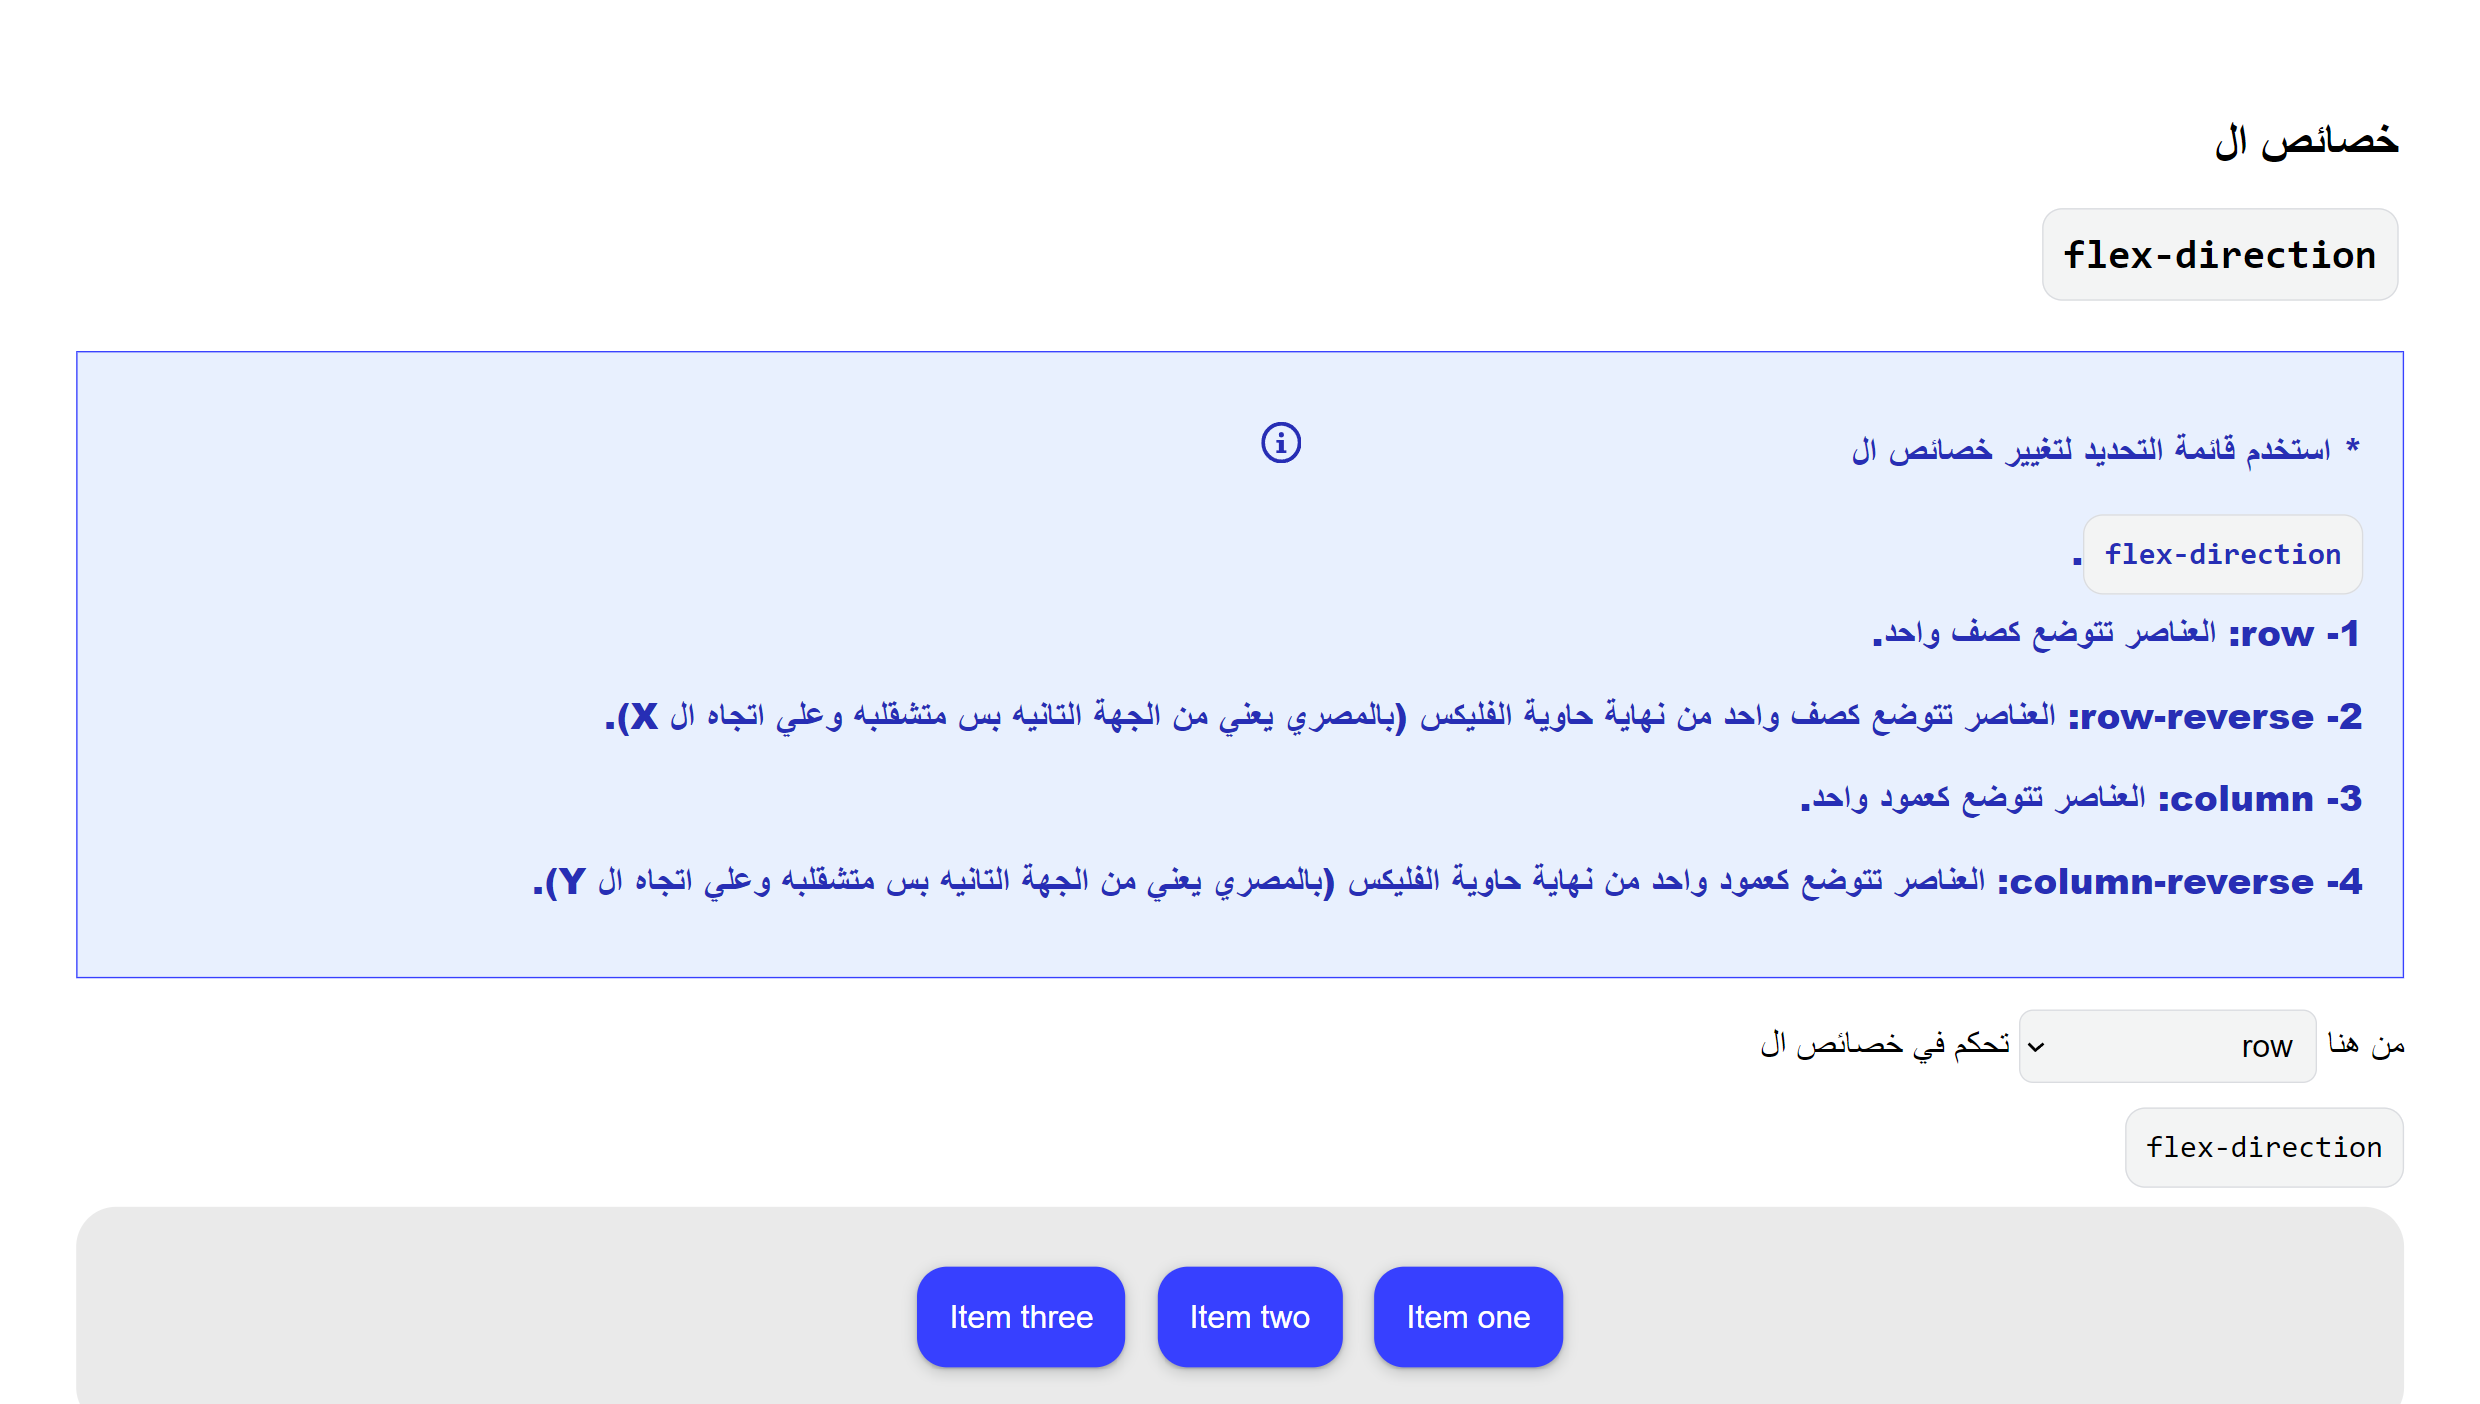 خصائص ال
flex-direction
* استخدم قائمة التحديد لتغيير خصائص ال
flex-direction.
1- row: العناصر تتوضع كصف واحد.
2- row-reverse: العناصر تتوضع كصف واحد من نهاية حاوية الفليكس (بالمصري يعني من الجهة التانيه بس متشقلبه وعلي اتجاه ال X).
3- column: العناصر تتوضع كعمود واحد.
4- column-reverse: العناصر تتوضع كعمود واحد من نهاية حاوية الفليكس (بالمصري يعني من الجهة التانيه بس متشقلبه وعلي اتجاه ال Y).
من هنا row تحكم في خصائص ال
flex-direction
Item one Item two Item three